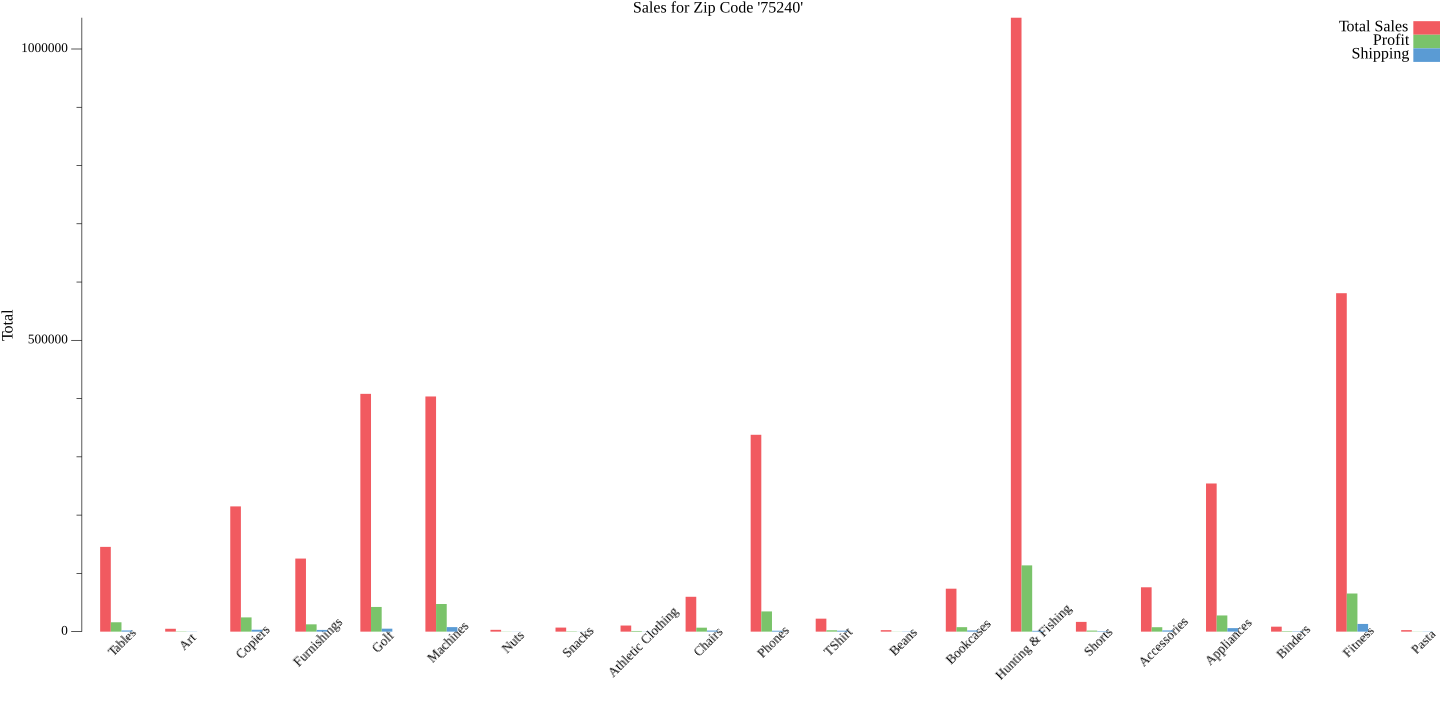 Sales for Zip Code '75240'
Total Sales
Profit
Shipping
Total
1000000
500000
0
Tables
Art
Copiers
Furnishings
Golf
Machines
Nuts
Snacks
Athletic Clothing
Chairs
Phones
TShirt
Beans
Bookcases
Hunting & Fishing
Shorts
Accessories
Appliances
Binders
Fitness
Pasta